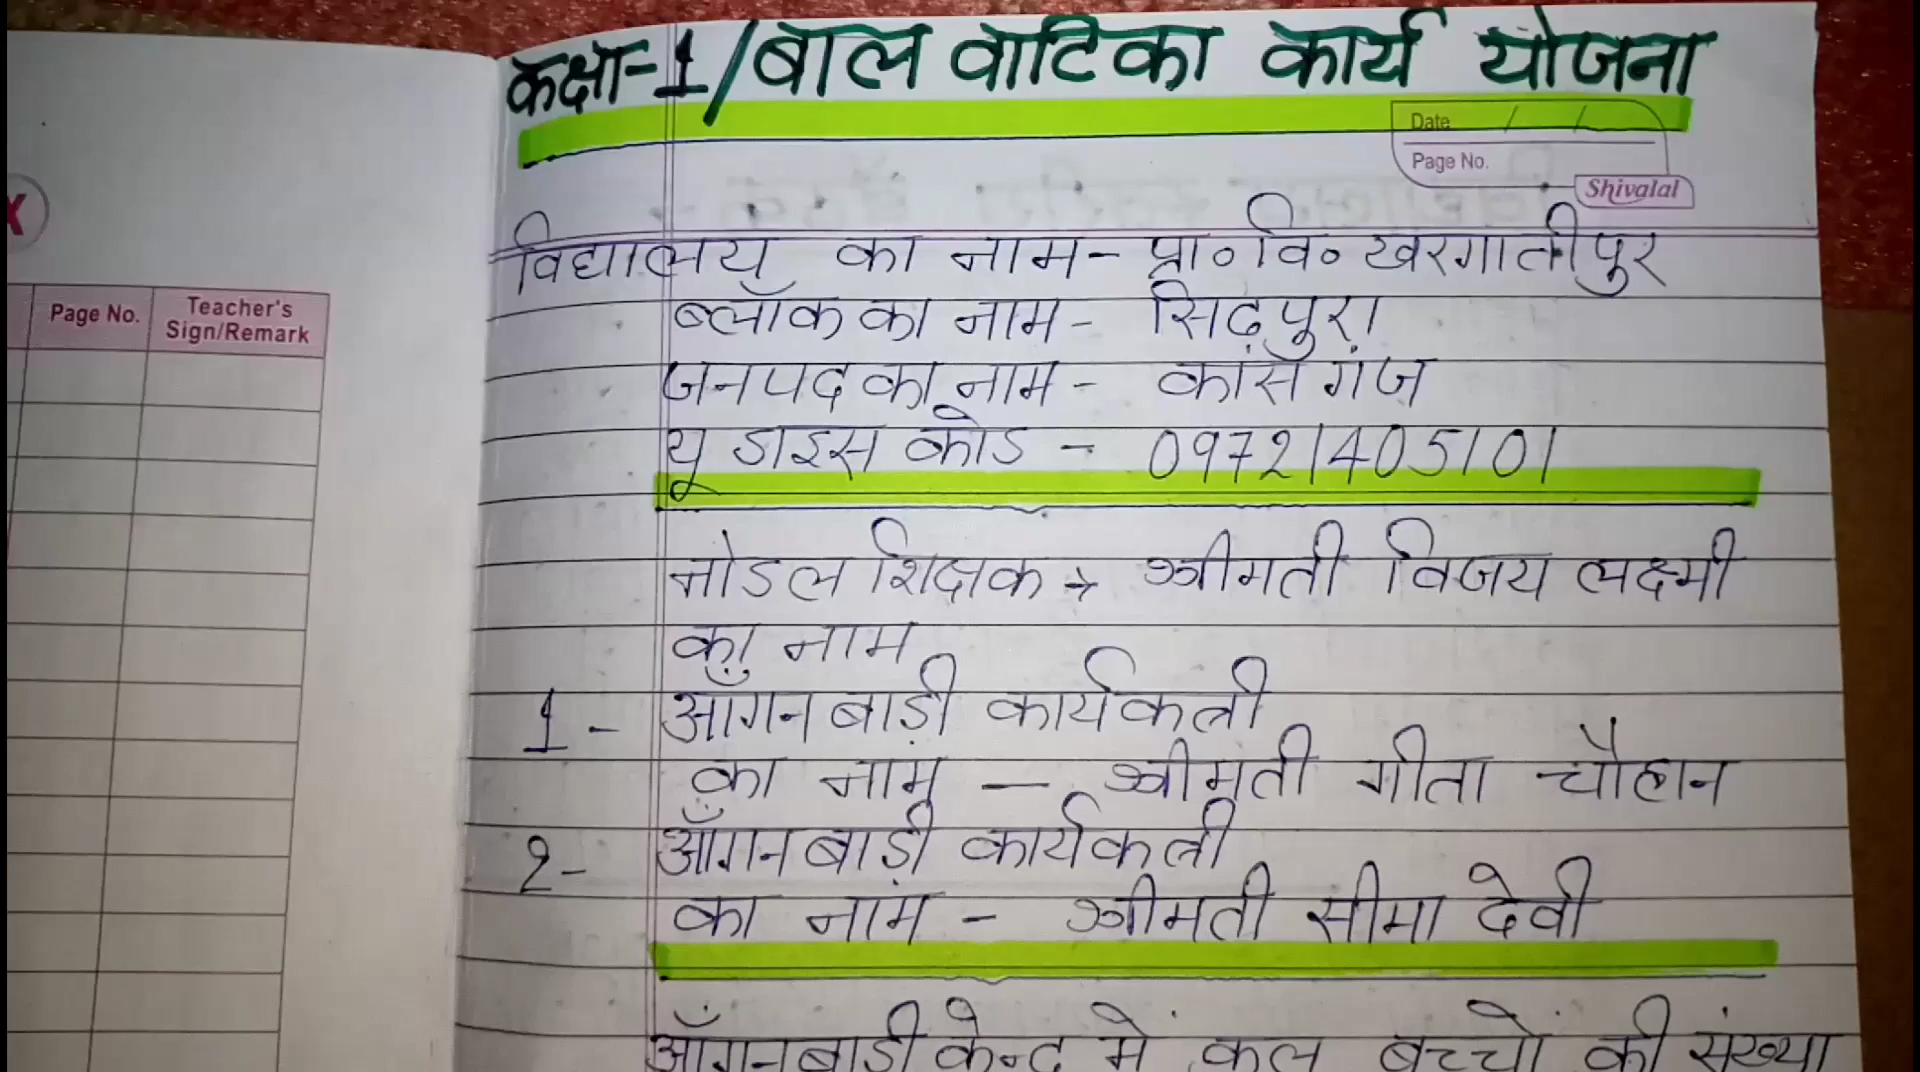 कक्षा-1/बाल वाटिका कार्य योजना
Date / /
Page No.
Shivalal
विद्यालय का नाम- प्रा०वि० खरगातीपुर
ब्लॉक का नाम - सिढ़पुरा
जनपद का नाम - कांसगंज
यू डाइस कोड - 09721405101
नोडल शिक्षक → श्रीमती विजय लक्ष्मी
का नाम
1 - आँगनबाड़ी कार्यकर्ती
का नाम — श्रीमती गीता चौहान
2- आँगनबाड़ी कार्यकर्ती
का नाम - श्रीमती सीमा देवी
आँगनबाडी केन्द्र में कुल बच्चों की संख्या
X
Page No.
Teacher's
Sign/Remark